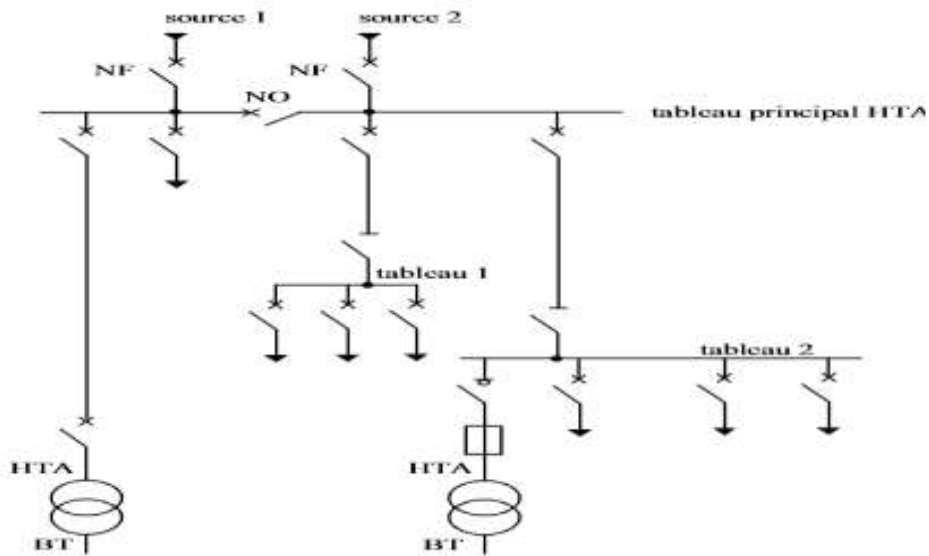 source 1
source 2
NF
NF
NO
tableau principal HTA
tableau 1
tableau 2
HTA
HTA
BT
BT